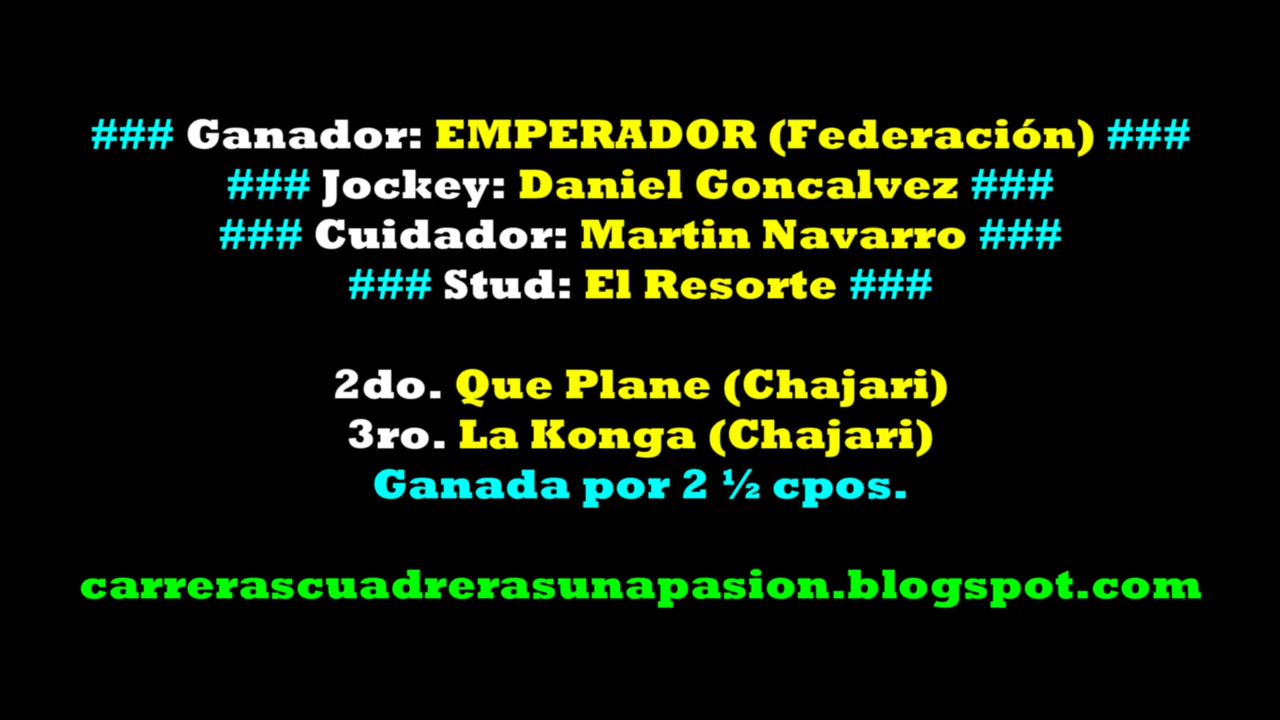 ### Ganador: EMPERADOR (Federación) ###
### Jockey: Daniel Goncalvez ###
### Cuidador: Martin Navarro ###
### Stud: El Resorte ###
2do. Que Plane (Chajari)
3ro. La Konga (Chajari)
Ganada por 2 ½ cpos.
carrerascuadrerasunapasion.blogspot.com